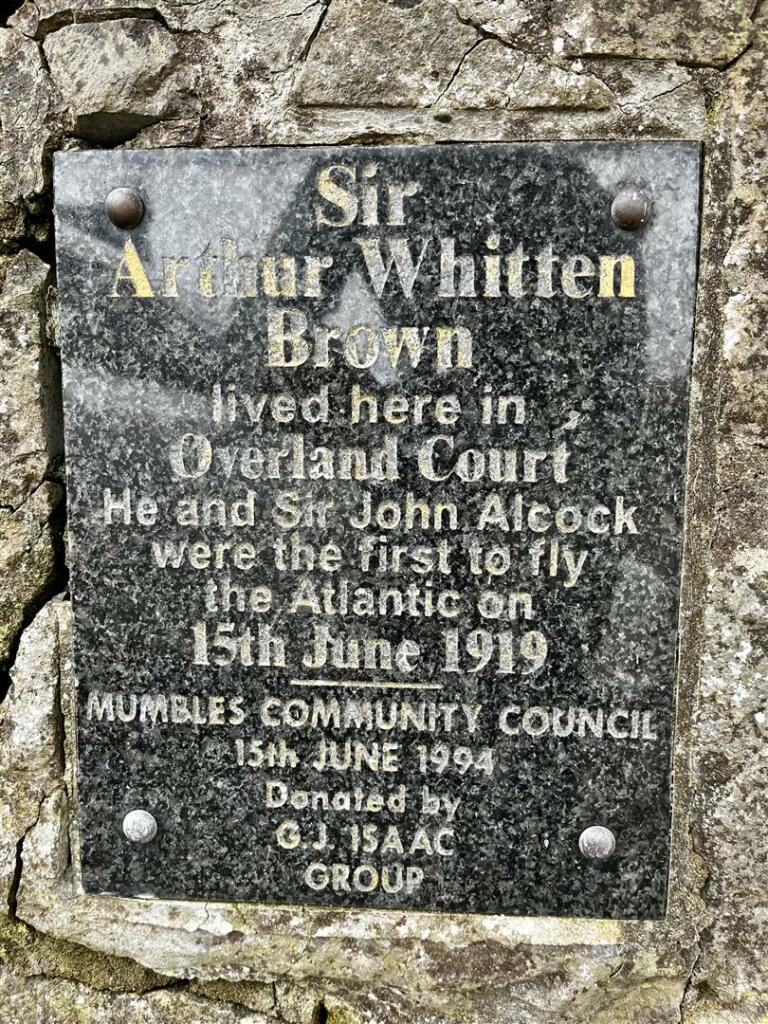 Sir
Arthur Whitten
Brown
lived here in
Overland Court
He and Sir John Alcock
were the first to fly
the Atlantic on
15th June 1919
MUMBLES COMMUNITY COUNCIL
15th JUNE 1994
Donated by
G.J. ISAAC
GROUP